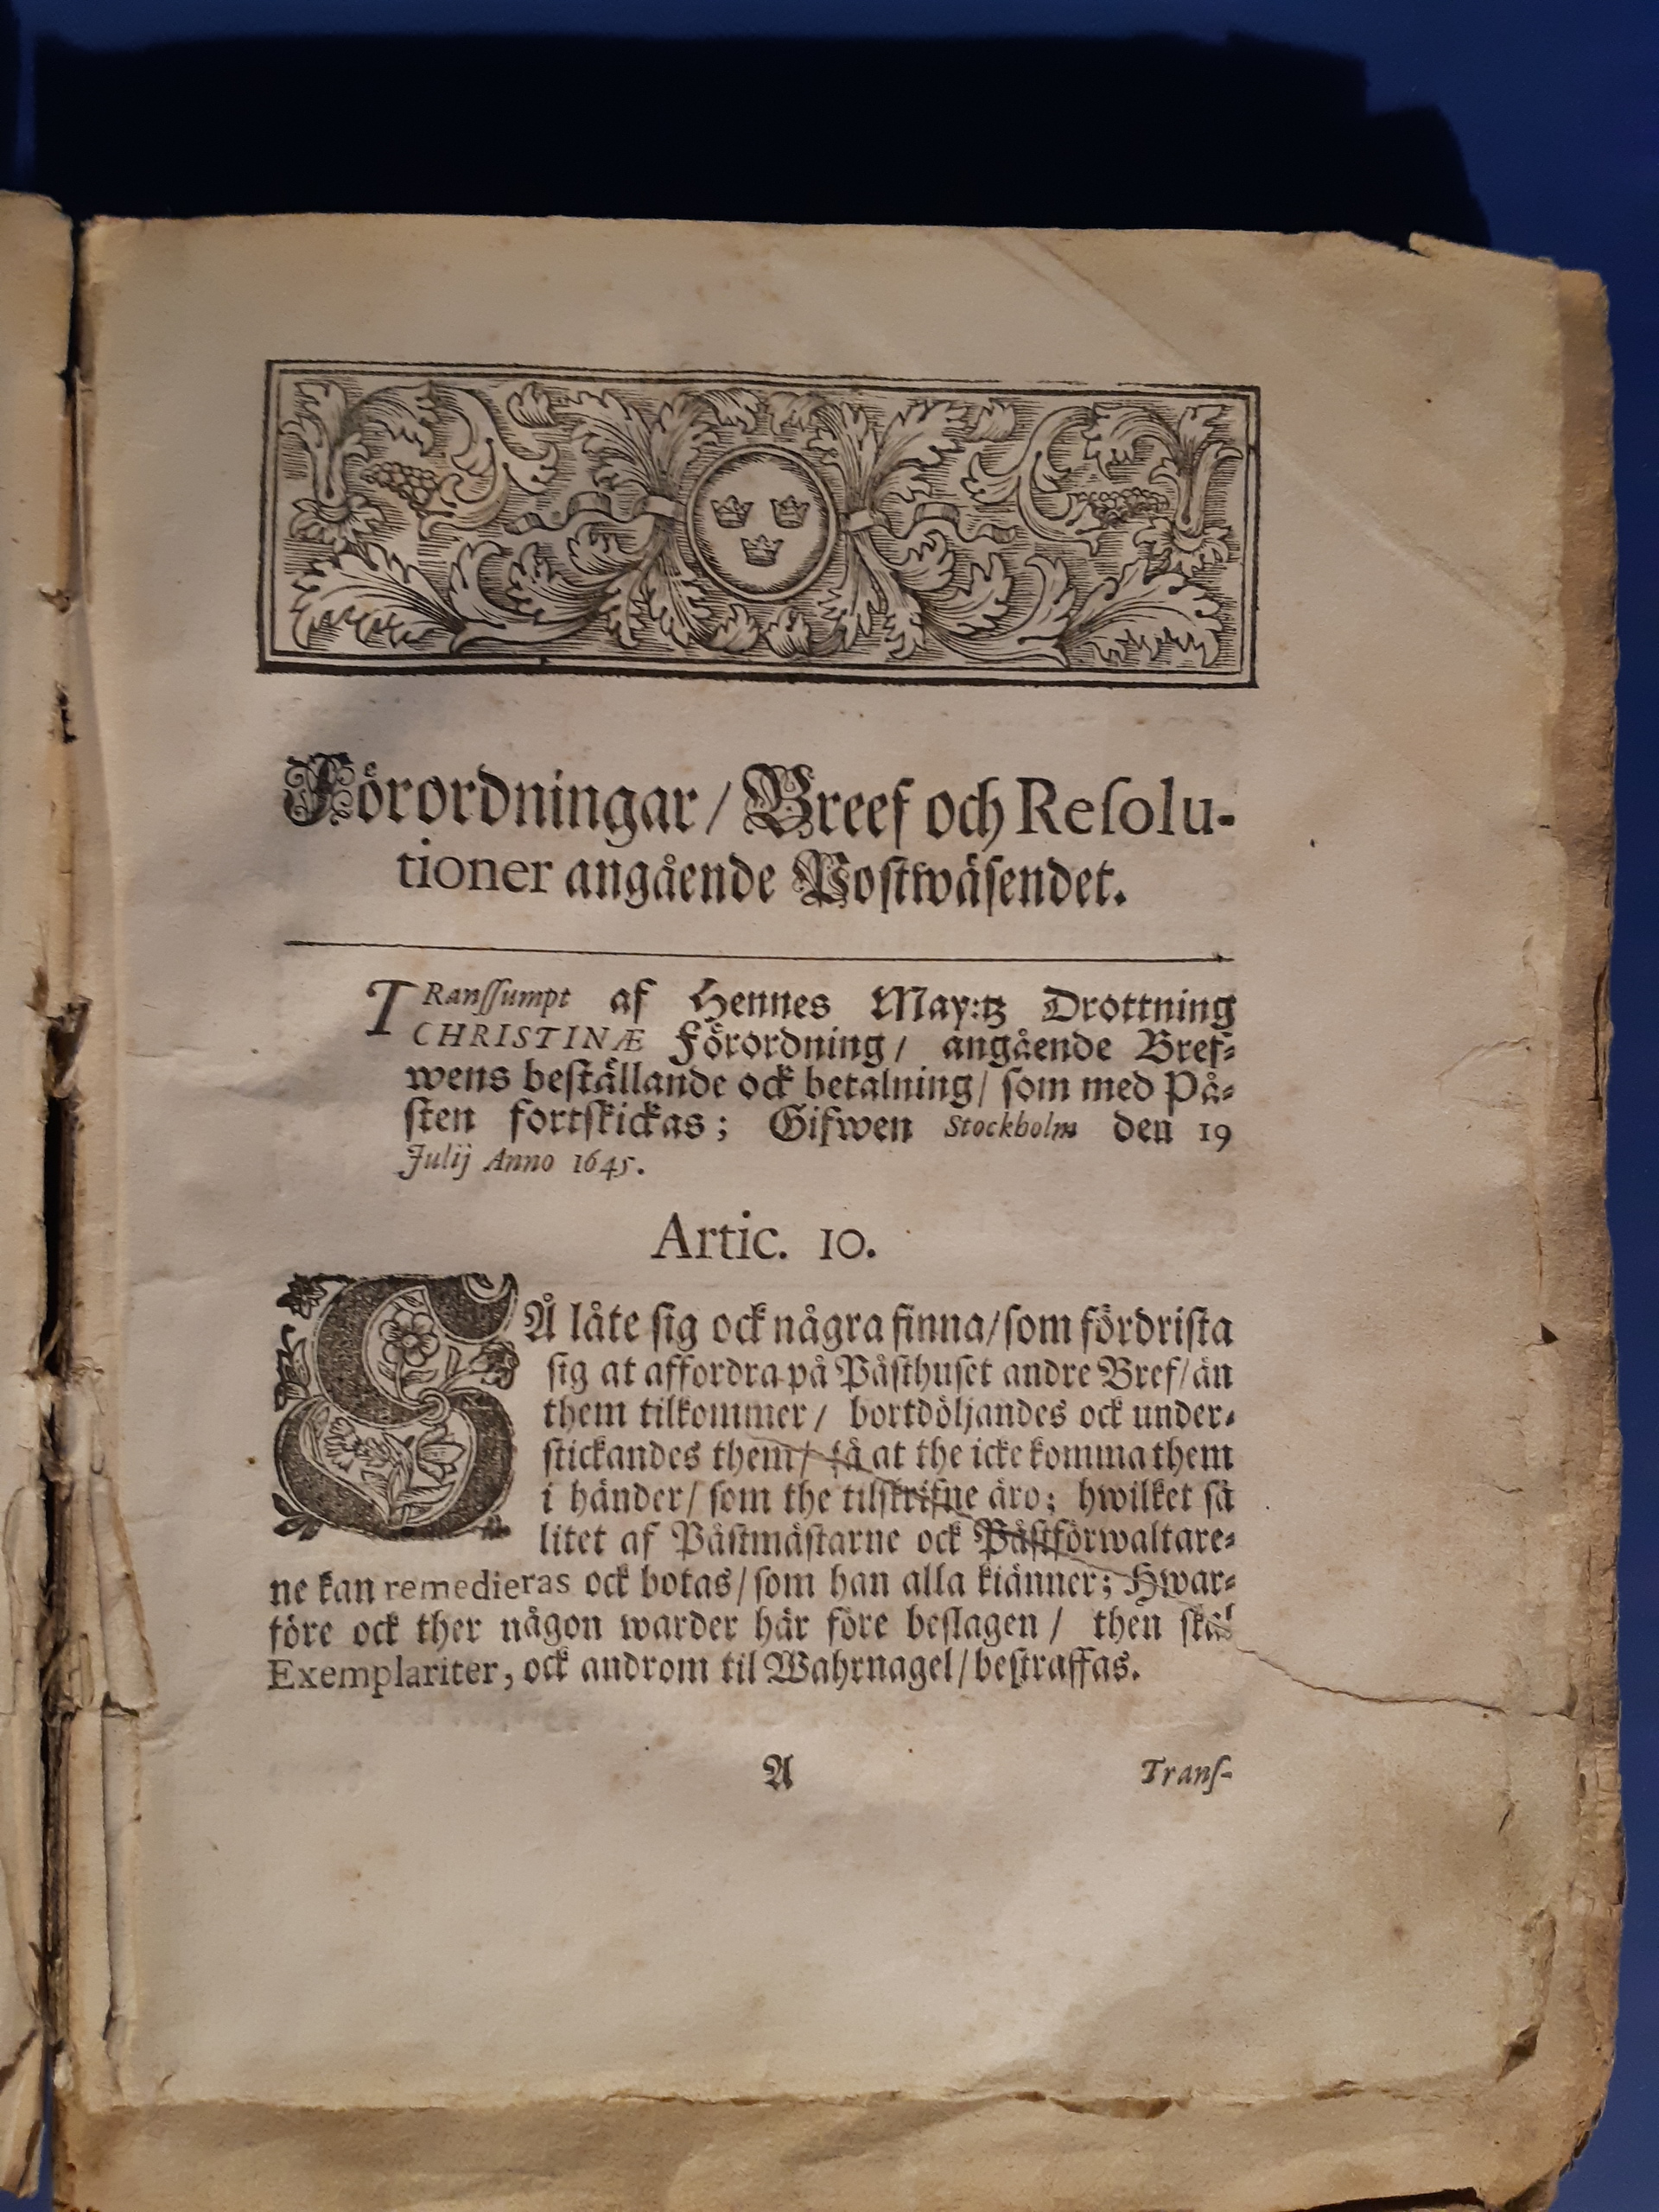 Förordningar/ Breef och Reſolu-
tioner angående Poſtwäſendet.
TRanſſumpt af Hennes May:tz Drottning
CHRISTINÆ Förordning/ angående Bref-
wens beſtällande ock betalning/ ſom med På-
ſten fortſkickas; Gifwen Stockholm den 19
Julij Anno 1645.
Artic. 10.
SÅ låte ſig ock några finna/ ſom fördriſta
ſig at affordra på Påſthuſet andre Bref/ än
them tilkommer/ bortdöljandes ock under-
ſtickandes them/ ſå at the icke komma them
i händer/ ſom the tilſkrifne äro; hwilket ſå
litet af Påſtmäſtarne ock Påſtförwaltare-
ne kan remedieras ock botas/ ſom han alla kiänner; Hwar-
före ock ther någon warder här före beſlagen/ then ſkal
Exemplariter, ock androm til Wahrnagel/ beſtraffas.
A
Tranſ-